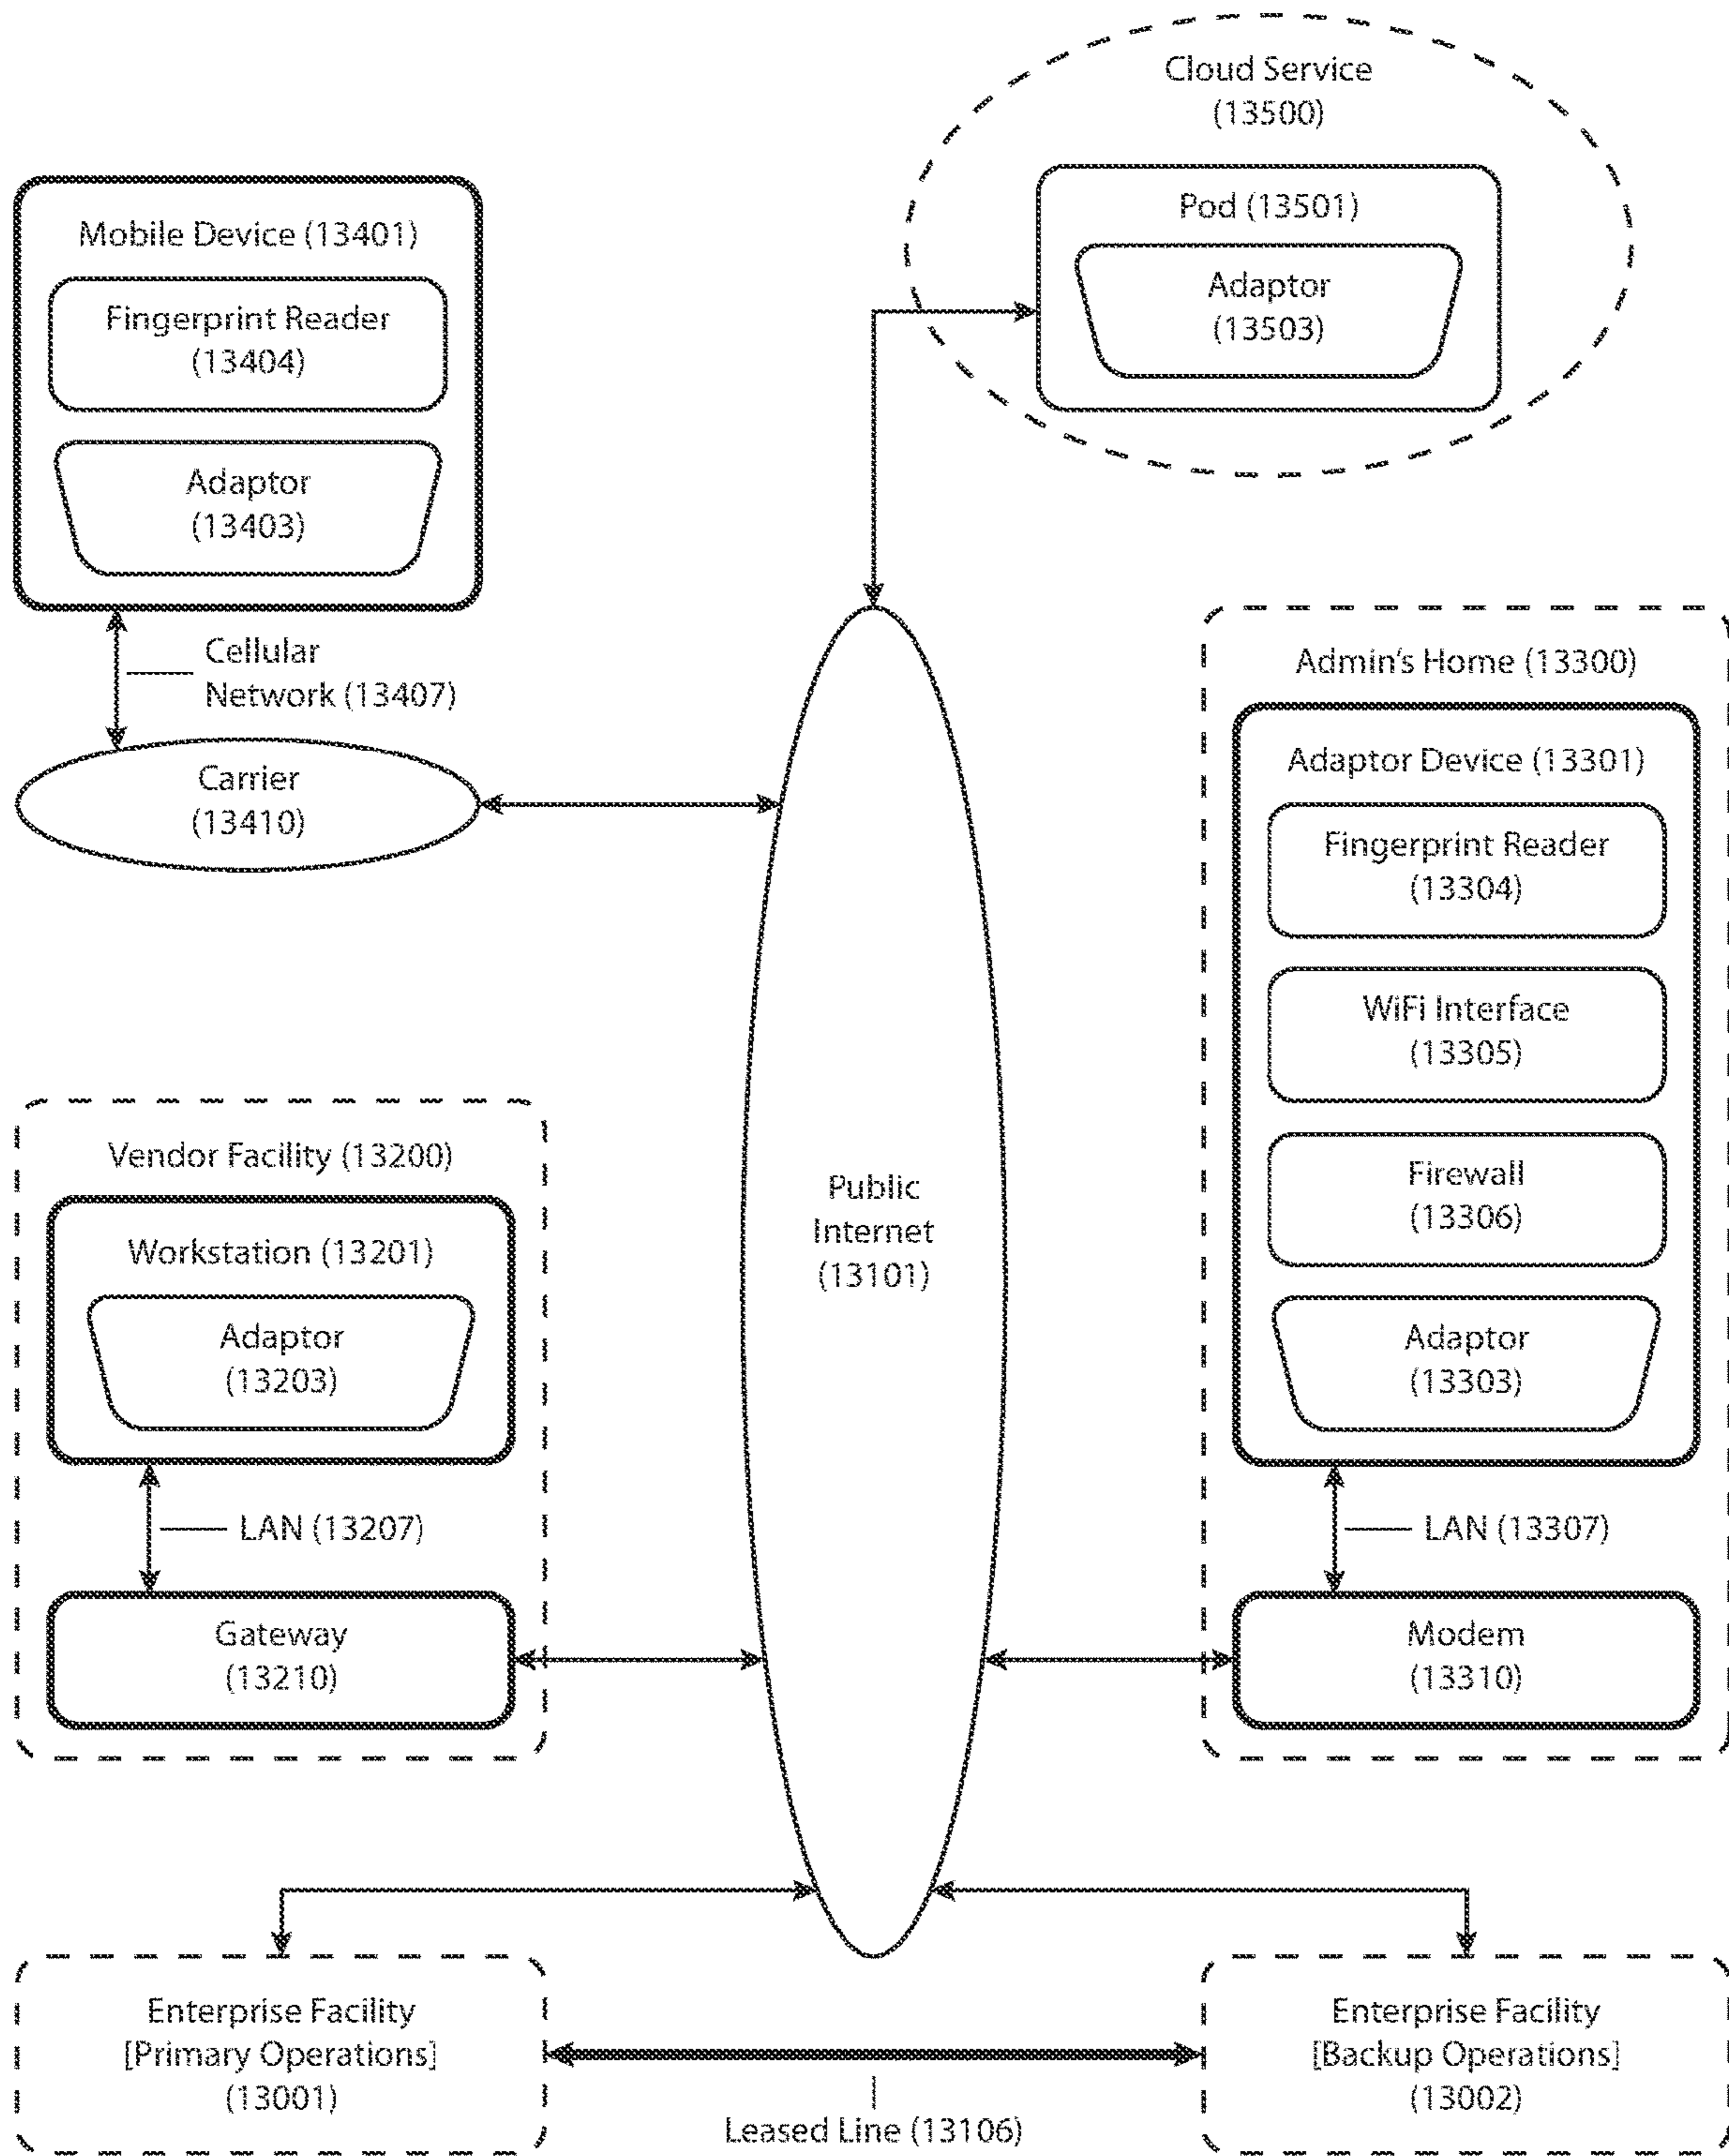 Cloud Service
(13500)
Pod (13501)
Adaptor
(13503)
Mobile Device (13401)
Fingerprint Reader
(13404)
Adaptor
(13403)
Cellular
Network (13407)
Carrier
(13410)
Admin's Home (13300)
Adaptor Device (13301)
Fingerprint Reader
(13304)
WiFi Interface
(13305)
Firewall
(13306)
Adaptor
(13303)
LAN (13307)
Modem
(13310)
Public
Internet
(13101)
Vendor Facility (13200)
Workstation (13201)
Adaptor
(13203)
LAN (13207)
Gateway
(13210)
Enterprise Facility
[Primary Operations]
(13001)
Leased Line (13106)
Enterprise Facility
[Backup Operations]
(13002)